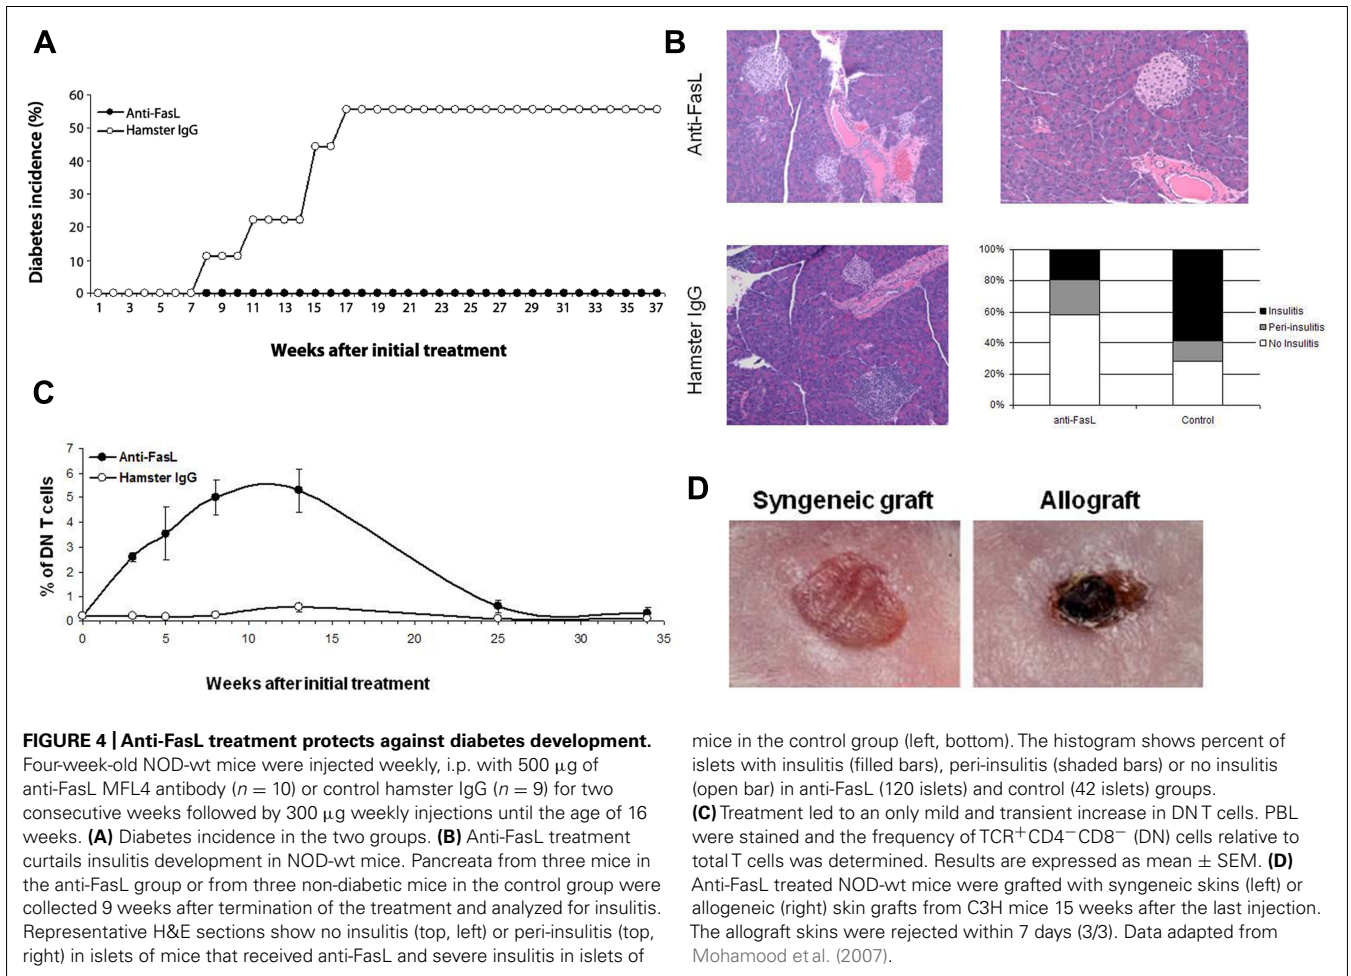 A
Diabetes incidence (%)
60
50
40
30
20
10
0
Anti-FasL
Hamster IgG
1 3 5 7 9 11 13 15 17 19 21 23 25 27 29 31 33 35 37
Weeks after initial treatment
B
Anti-FasL
Hamster IgG
100%
80%
60%
40%
20%
0%
anti-FasL Control
Insulitis
Peri-insulitis
No Insulitis
C
% of DN T cells
7
6
5
4
3
2
1
0
Anti-FasL
Hamster IgG
0 5 10 15 20 25 30 35
Weeks after initial treatment
D
Syngeneic graft Allograft
FIGURE 4 | Anti-FasL treatment protects against diabetes development.
Four-week-old NOD-wt mice were injected weekly, i.p. with 500 μg of
anti-FasL MFL4 antibody (n = 10) or control hamster IgG (n = 9) for two
consecutive weeks followed by 300 μg weekly injections until the age of 16
weeks. (A) Diabetes incidence in the two groups. (B) Anti-FasL treatment
curtails insulitis development in NOD-wt mice. Pancreata from three mice in
the anti-FasL group or from three non-diabetic mice in the control group were
collected 9 weeks after termination of the treatment and analyzed for insulitis.
Representative H&E sections show no insulitis (top, left) or peri-insulitis (top,
right) in islets of mice that received anti-FasL and severe insulitis in islets of
mice in the control group (left, bottom). The histogram shows percent of
islets with insulitis (filled bars), peri-insulitis (shaded bars) or no insulitis
(open bar) in anti-FasL (120 islets) and control (42 islets) groups.
(C) Treatment led to an only mild and transient increase in DN T cells. PBL
were stained and the frequency of TCR⁺CD4⁻CD8⁻ (DN) cells relative to
total T cells was determined. Results are expressed as mean ± SEM. (D)
Anti-FasL treated NOD-wt mice were grafted with syngeneic skins (left) or
allogeneic (right) skin grafts from C3H mice 15 weeks after the last injection.
The allograft skins were rejected within 7 days (3/3). Data adapted from
Mohamood et al. (2007).